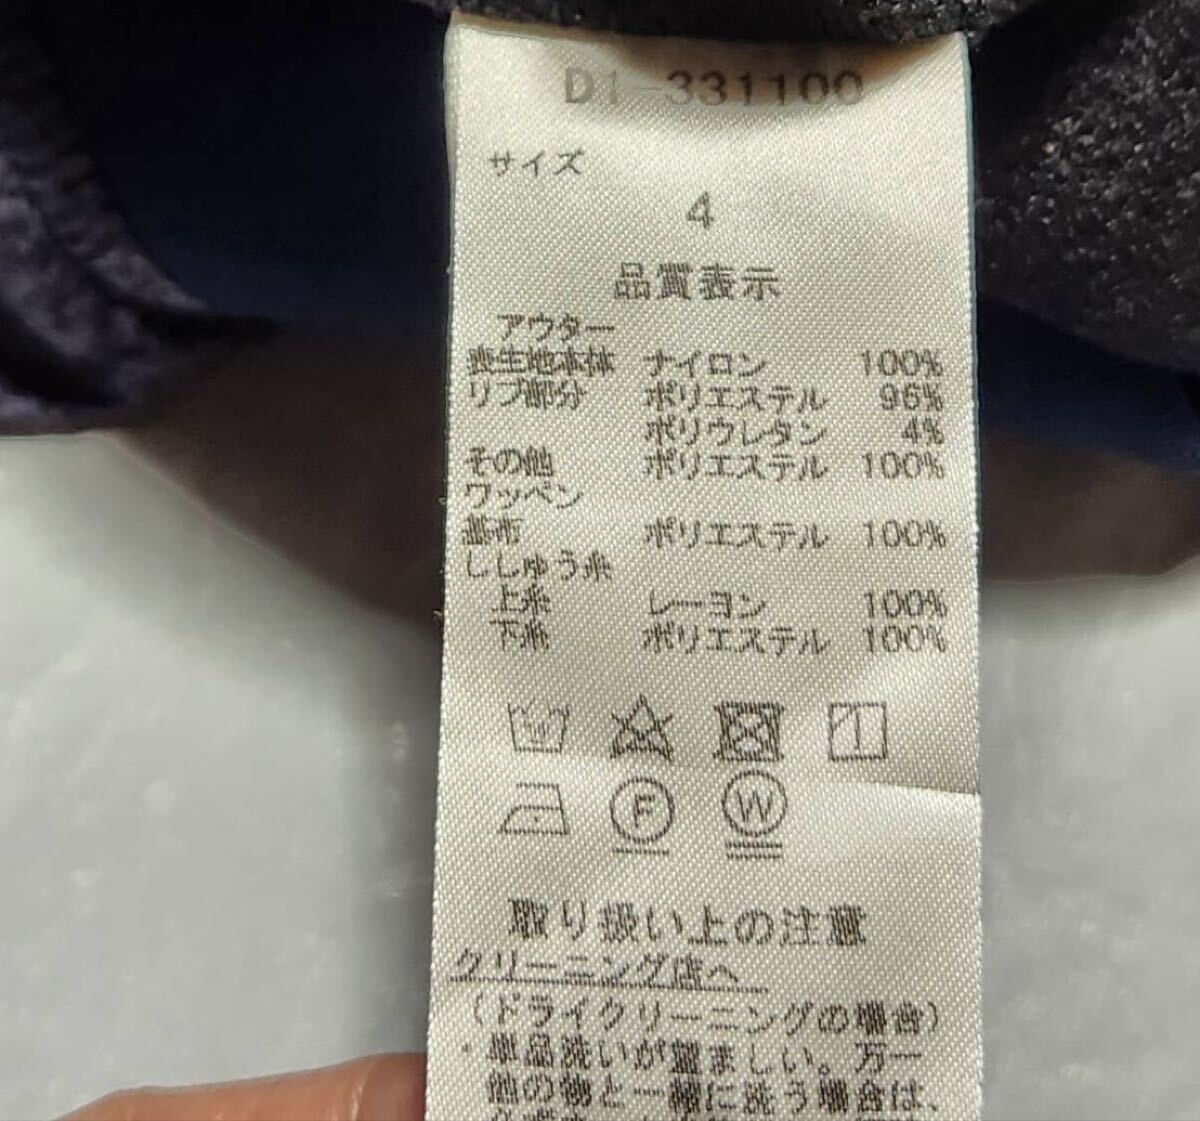 D1-331100
サイズ
4
品質表示
アウター
表生地本体 ナイロン 100%
リブ部分 ポリエステル 96%
ポリウレタン 4%
その他 ポリエステル 100%
ワッペン
基布 ポリエステル 100%
ししゅう糸
上糸 レーヨン 100%
下糸 ポリエステル 100%
F W
取り扱い上の注意
クリーニング店へ
(ドライクリーニングの場合)
・単品洗いが望ましい。万一
他の物と一緒に洗う場合は、